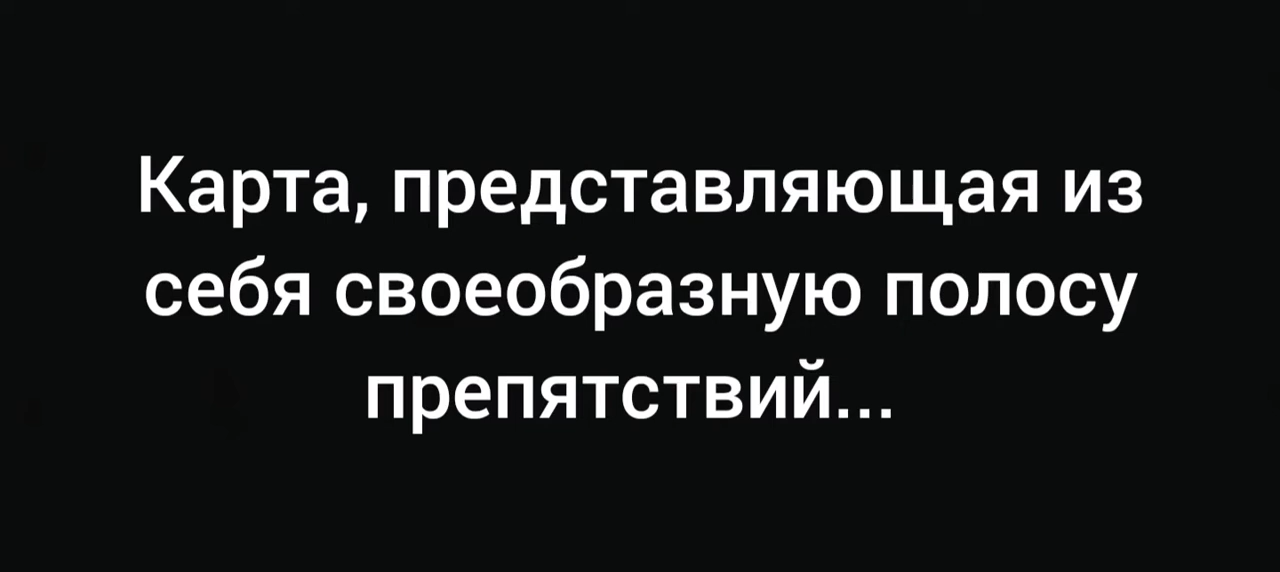 Карта, представляющая из
себя своеобразную полосу
препятствий...